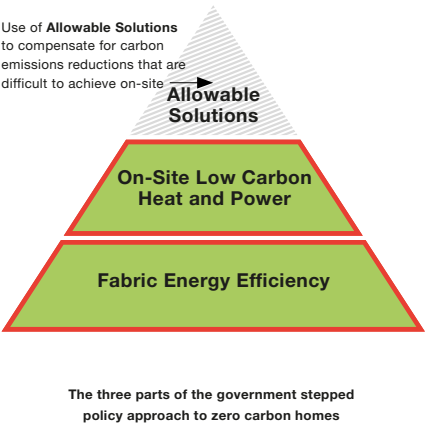 Use of Allowable Solutions
to compensate for carbon
emissions reductions that are
difficult to achieve on-site
Allowable
Solutions
On-Site Low Carbon
Heat and Power
Fabric Energy Efficiency
The three parts of the government stepped
policy approach to zero carbon homes